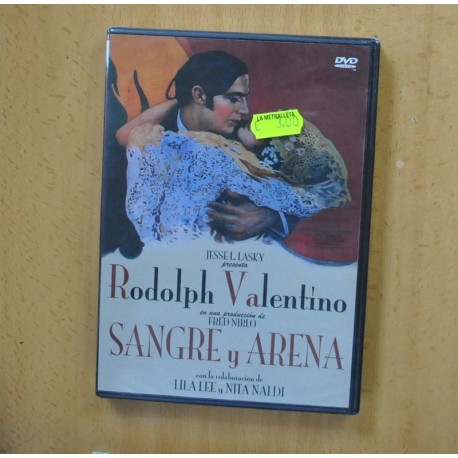 DVD
LA METRALLETA
€ 3,00
JESSE L. LASKY
presenta
Rodolph Valentino
en una producción de
FRED NIBLO
SANGRE y ARENA
con la colaboración de
LILA LEE y NITA NALDI